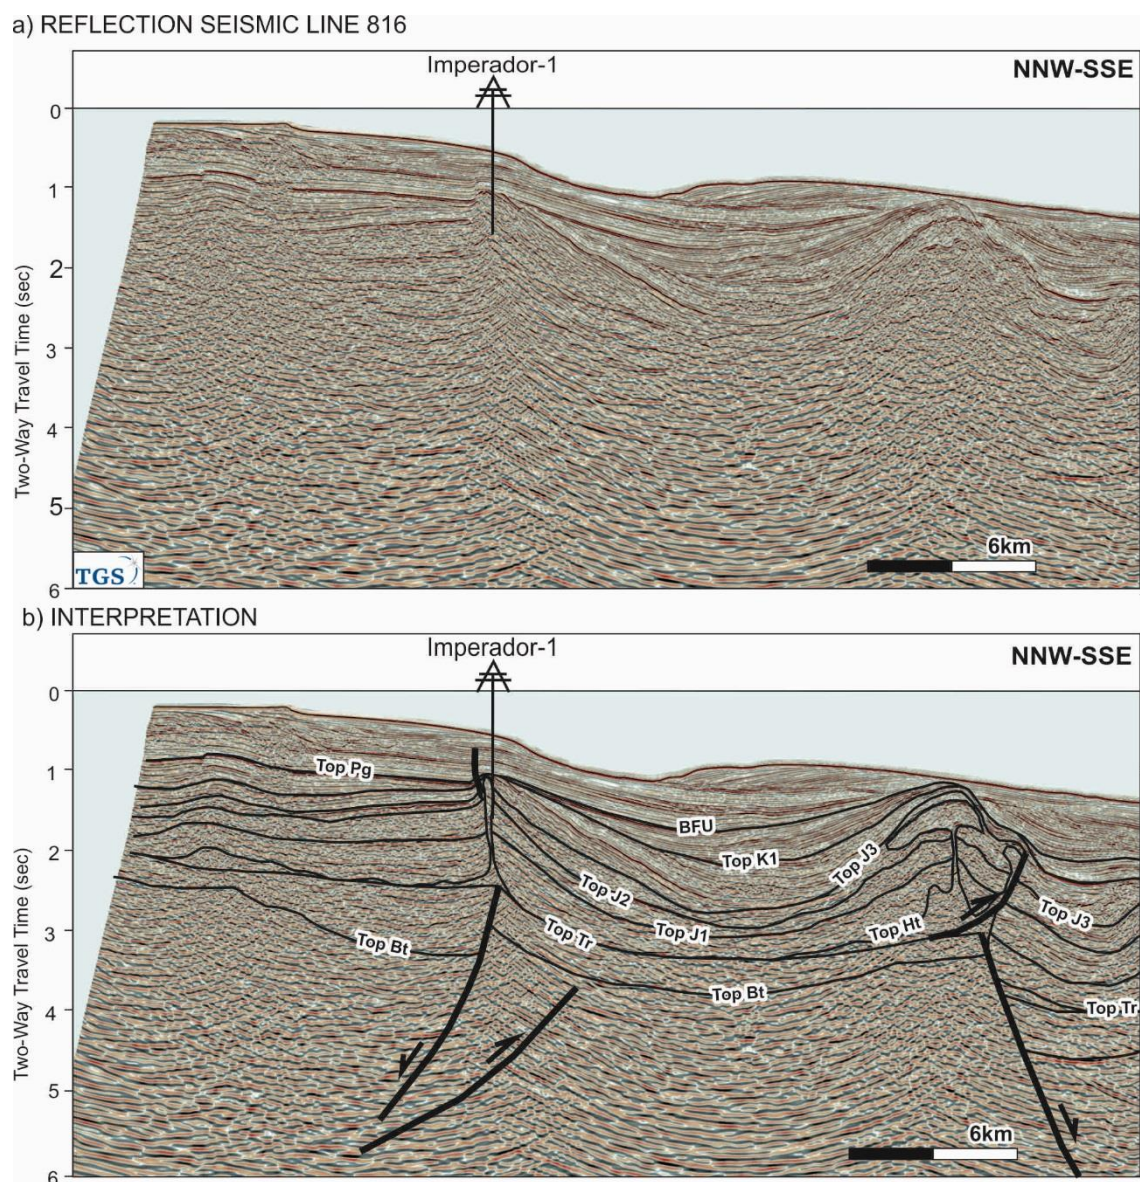 a) REFLECTION SEISMIC LINE 816
Imperador-1
NNW-SSE
0
1
2
3
4
5
6
Two-Way Travel Time (sec)
6km
TGS
b) INTERPRETATION
Imperador-1
NNW-SSE
0
1
2
3
4
5
6
Two-Way Travel Time (sec)
Top Pg
BFU
Top K1
Top J3
Top J2
Top J1
Top Ht
Top J3
Top Tr
Top Bt
Top Bt
Top Tr
6km